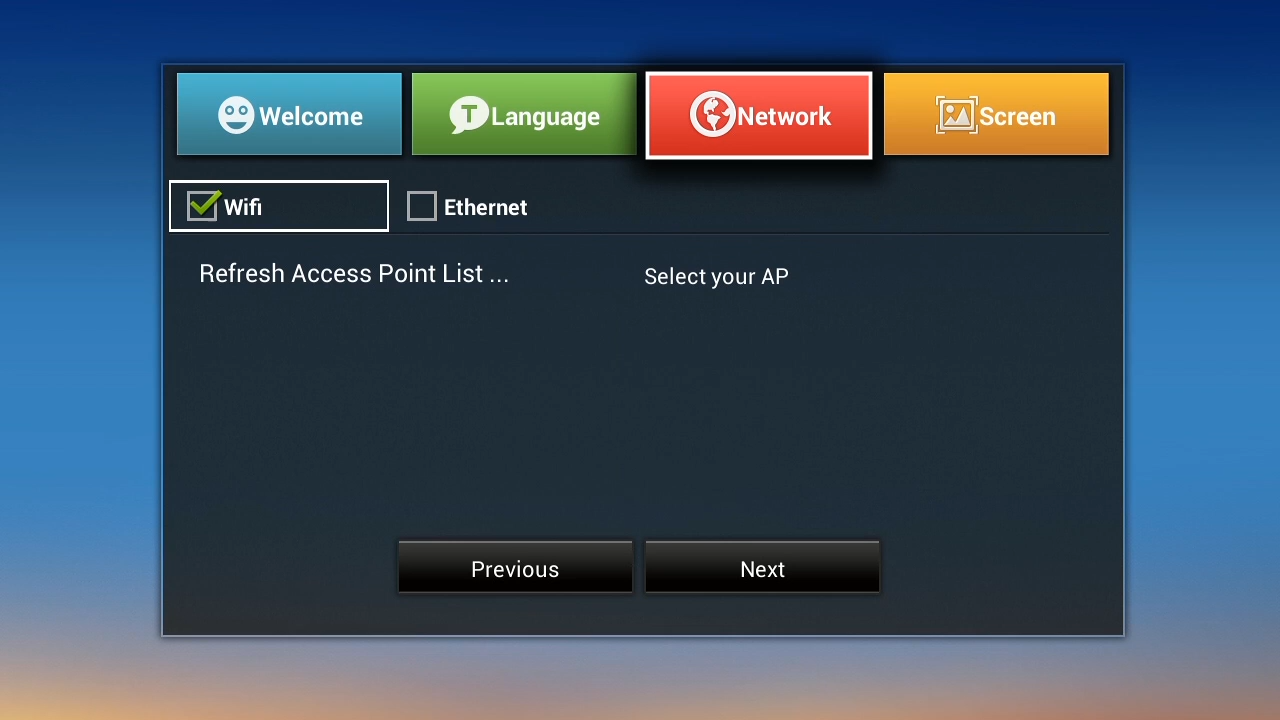 Welcome
Language
Network
Screen
Wifi
Ethernet
Refresh Access Point List ...
Select your AP
Previous
Next